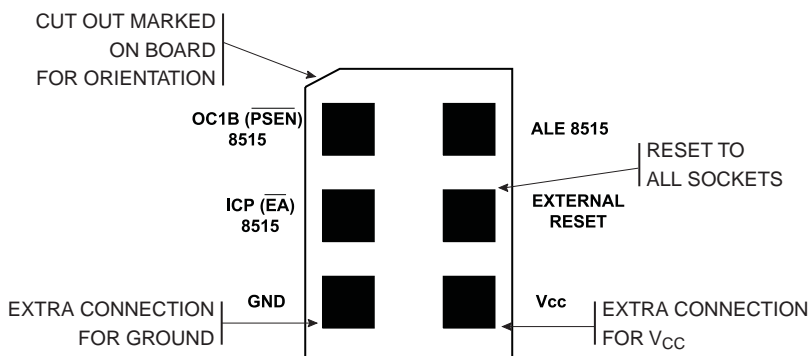 CUT OUT MARKED
ON BOARD
FOR ORIENTATION
OC1B (PSEN)
8515
ALE 8515
RESET TO
ALL SOCKETS
ICP (EA)
8515
EXTERNAL
RESET
GND
Vcc
EXTRA CONNECTION
FOR GROUND
EXTRA CONNECTION
FOR VCC